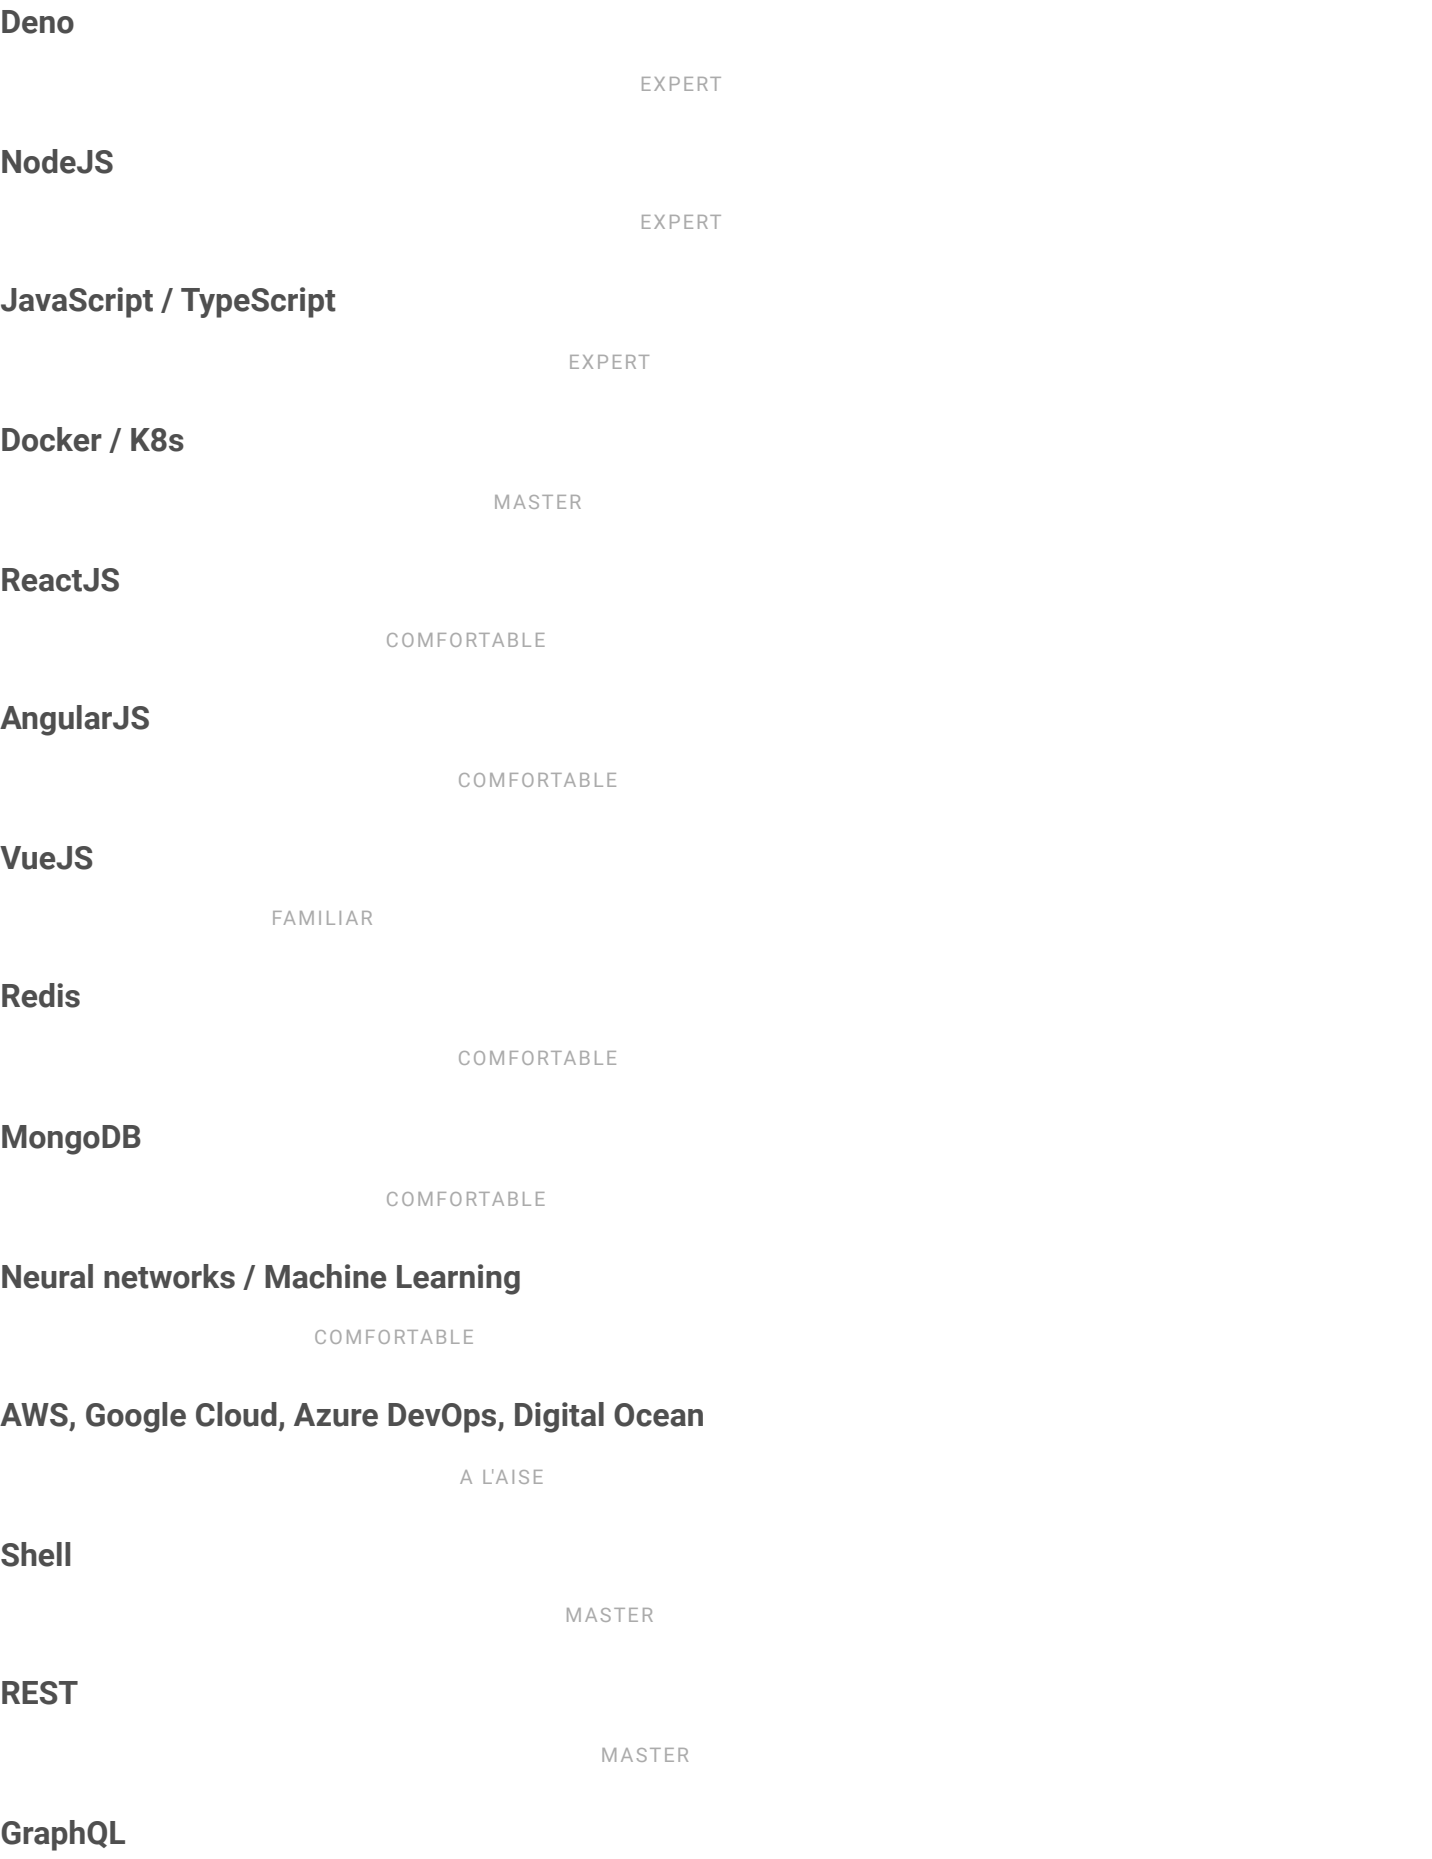 Deno
EXPERT
NodeJS
EXPERT
JavaScript / TypeScript
EXPERT
Docker / K8s
MASTER
ReactJS
COMFORTABLE
AngularJS
COMFORTABLE
VueJS
FAMILIAR
Redis
COMFORTABLE
MongoDB
COMFORTABLE
Neural networks / Machine Learning
COMFORTABLE
AWS, Google Cloud, Azure DevOps, Digital Ocean
A L'AISE
Shell
MASTER
REST
MASTER
GraphQL